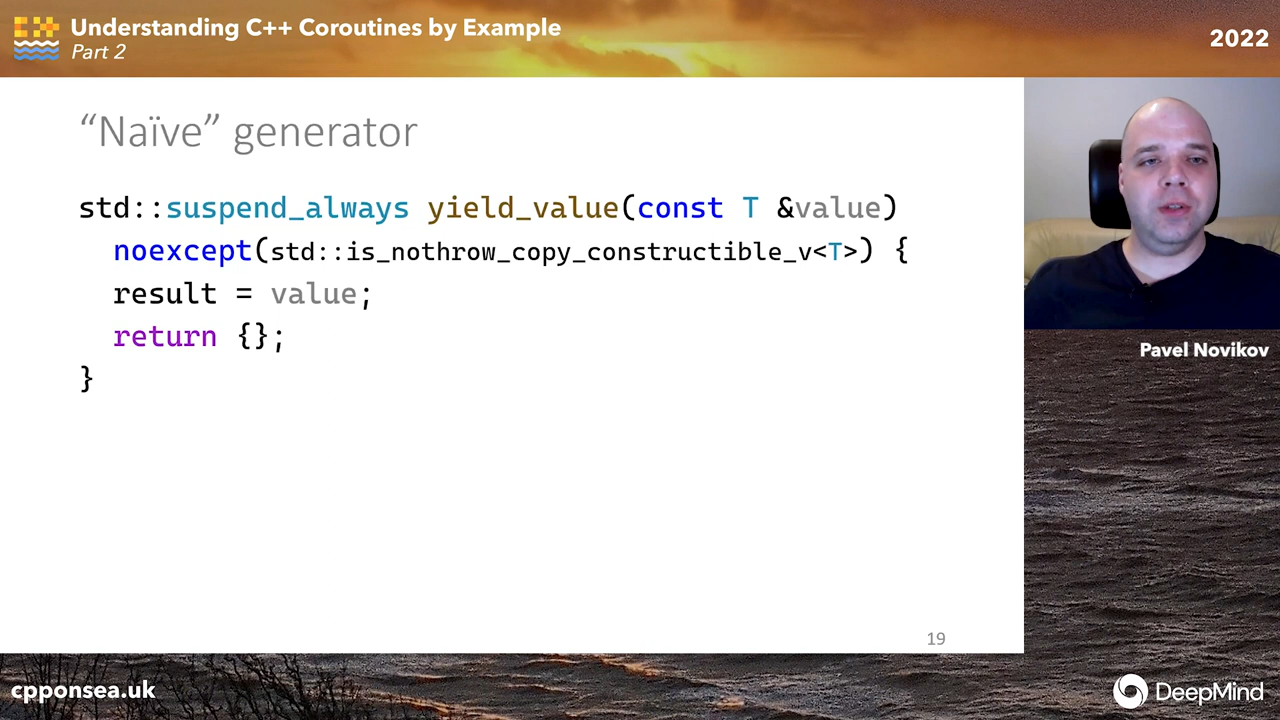 Understanding C++ Coroutines by Example
Part 2
2022
“Naïve” generator
std::suspend_always yield_value(const T &value)
noexcept(std::is_nothrow_copy_constructible_v<T>) {
result = value;
return {};
}
Pavel Novikov
19
cpponsea.uk
DeepMind